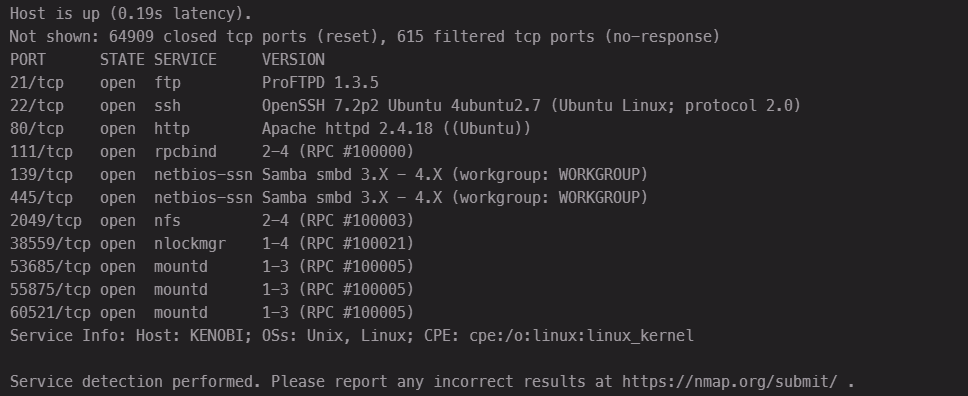 Host is up (0.19s latency).
Not shown: 64909 closed tcp ports (reset), 615 filtered tcp ports (no-response)
PORT      STATE SERVICE     VERSION
21/tcp    open  ftp         ProFTPD 1.3.5
22/tcp    open  ssh         OpenSSH 7.2p2 Ubuntu 4ubuntu2.7 (Ubuntu Linux; protocol 2.0)
80/tcp    open  http        Apache httpd 2.4.18 ((Ubuntu))
111/tcp   open  rpcbind     2-4 (RPC #100000)
139/tcp   open  netbios-ssn Samba smbd 3.X - 4.X (workgroup: WORKGROUP)
445/tcp   open  netbios-ssn Samba smbd 3.X - 4.X (workgroup: WORKGROUP)
2049/tcp  open  nfs         2-4 (RPC #100003)
38559/tcp open  nlockmgr    1-4 (RPC #100021)
53685/tcp open  mountd      1-3 (RPC #100005)
55875/tcp open  mountd      1-3 (RPC #100005)
60521/tcp open  mountd      1-3 (RPC #100005)
Service Info: Host: KENOBI; OSs: Unix, Linux; CPE: cpe:/o:linux:linux_kernel
Service detection performed. Please report any incorrect results at https://nmap.org/submit/ .